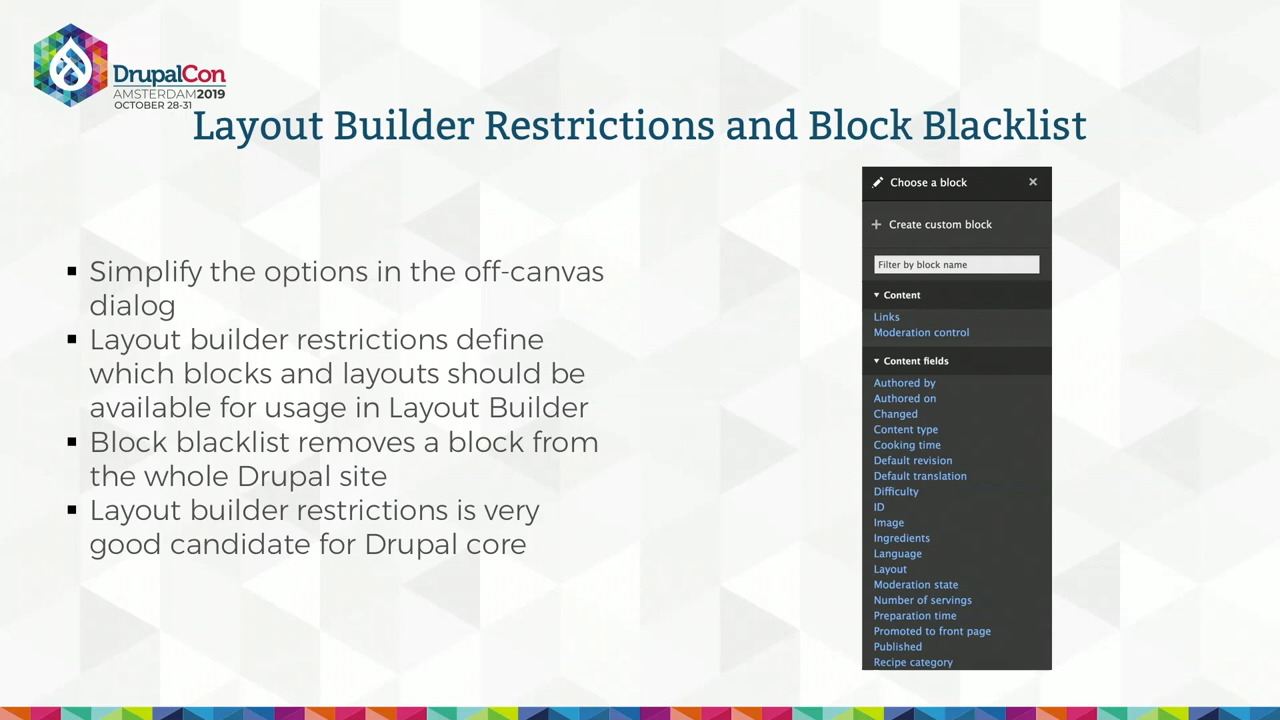 DrupalCon
AMSTERDAM2019
OCTOBER 28-31
Layout Builder Restrictions and Block Blacklist
▪ Simplify the options in the off-canvas
dialog
▪ Layout builder restrictions define
which blocks and layouts should be
available for usage in Layout Builder
▪ Block blacklist removes a block from
the whole Drupal site
▪ Layout builder restrictions is very
good candidate for Drupal core
Choose a block
Create custom block
Filter by block name
Content
Links
Moderation control
Content fields
Authored by
Authored on
Changed
Content type
Cooking time
Default revision
Default translation
Difficulty
ID
Image
Ingredients
Language
Layout
Moderation state
Number of servings
Preparation time
Promoted to front page
Published
Recipe category